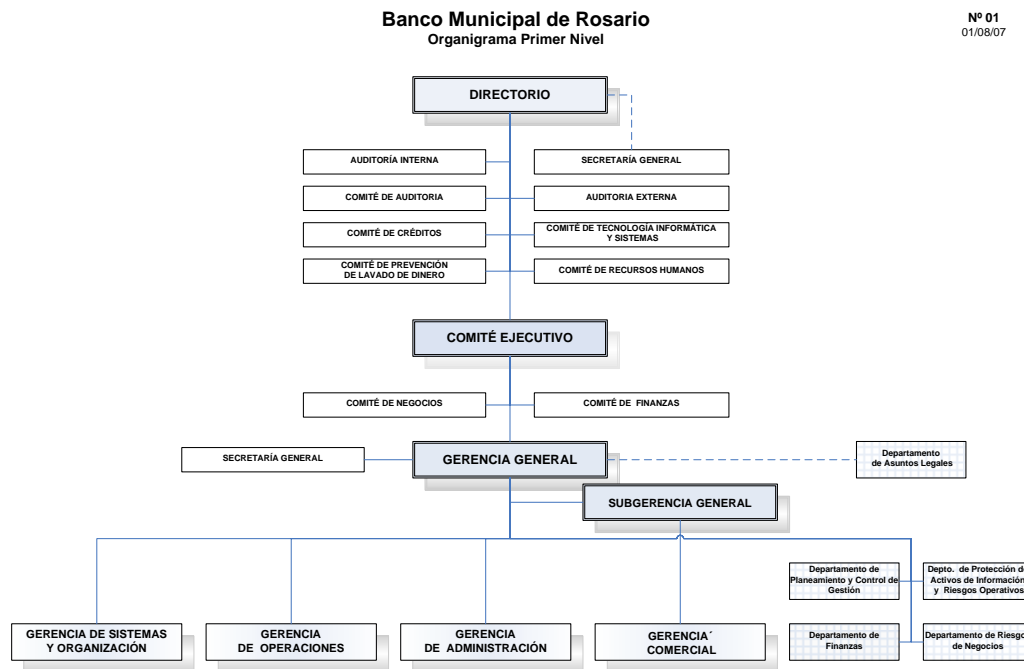 Banco Municipal de Rosario
Organigrama Primer Nivel
Nº 01
01/08/07
DIRECTORIO
AUDITORÍA INTERNA
SECRETARÍA GENERAL
COMITÉ DE AUDITORIA
AUDITORIA EXTERNA
COMITÉ DE CRÉDITOS
COMITÉ DE TECNOLOGÍA INFORMÁTICA
Y SISTEMAS
COMITÉ DE PREVENCIÓN
DE LAVADO DE DINERO
COMITÉ DE RECURSOS HUMANOS
COMITÉ EJECUTIVO
COMITÉ DE NEGOCIOS
COMITÉ DE FINANZAS
SECRETARÍA GENERAL
GERENCIA GENERAL
Departamento
de Asuntos Legales
SUBGERENCIA GENERAL
Departamento de
Planeamiento y Control de
Gestión
Depto. de Protección de
Activos de Información
y Riesgos Operativos
GERENCIA DE SISTEMAS
Y ORGANIZACIÓN
GERENCIA
DE OPERACIONES
GERENCIA
DE ADMINISTRACIÓN
GERENCIA´
COMERCIAL
Departamento de
Finanzas
Departamento de Riesgo
de Negocios